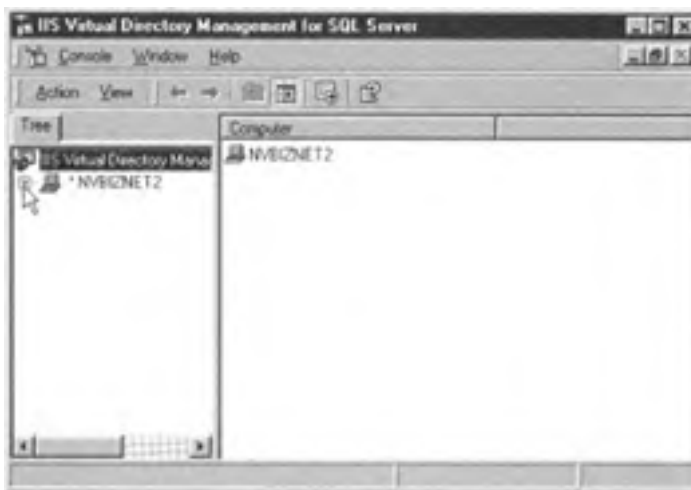 IIS Virtual Directory Management for SQL Server
Console Window Help
Action View
Tree
Computer
IIS Virtual Directory Manag
NVBIZNET2
* NVBIZNET2